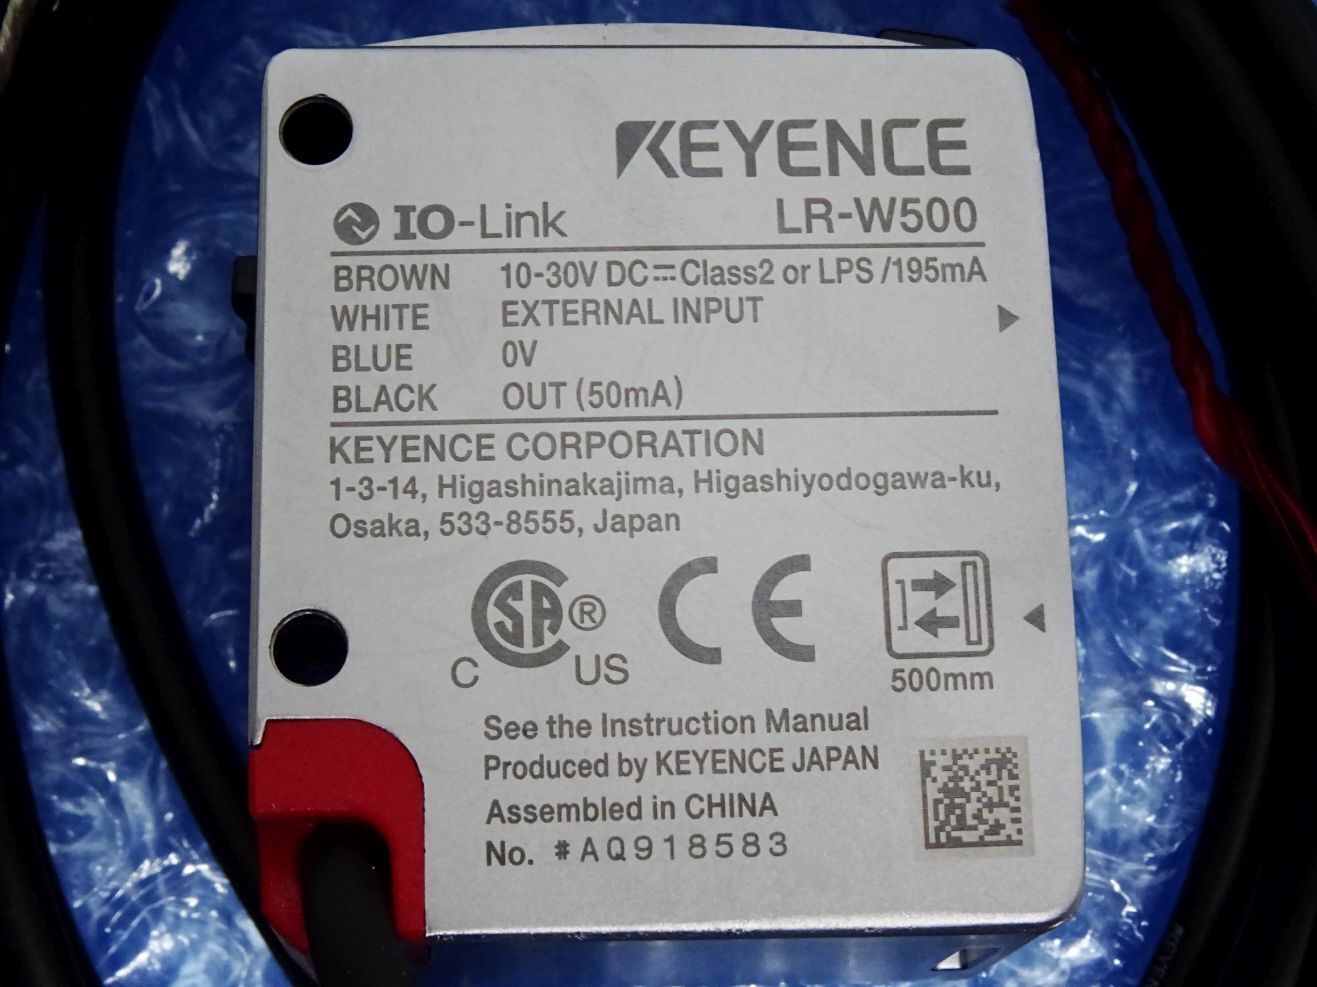 KEYENCE
IO-Link LR-W500
BROWN 10-30V DC⎓Class2 or LPS /195mA
WHITE EXTERNAL INPUT
BLUE 0V
BLACK OUT (50mA)
KEYENCE CORPORATION
1-3-14, Higashinakajima, Higashiyodogawa-ku,
Osaka, 533-8555, Japan
CSA ® CE
C US
500mm
See the Instruction Manual
Produced by KEYENCE JAPAN
Assembled in CHINA
No. #AQ918583